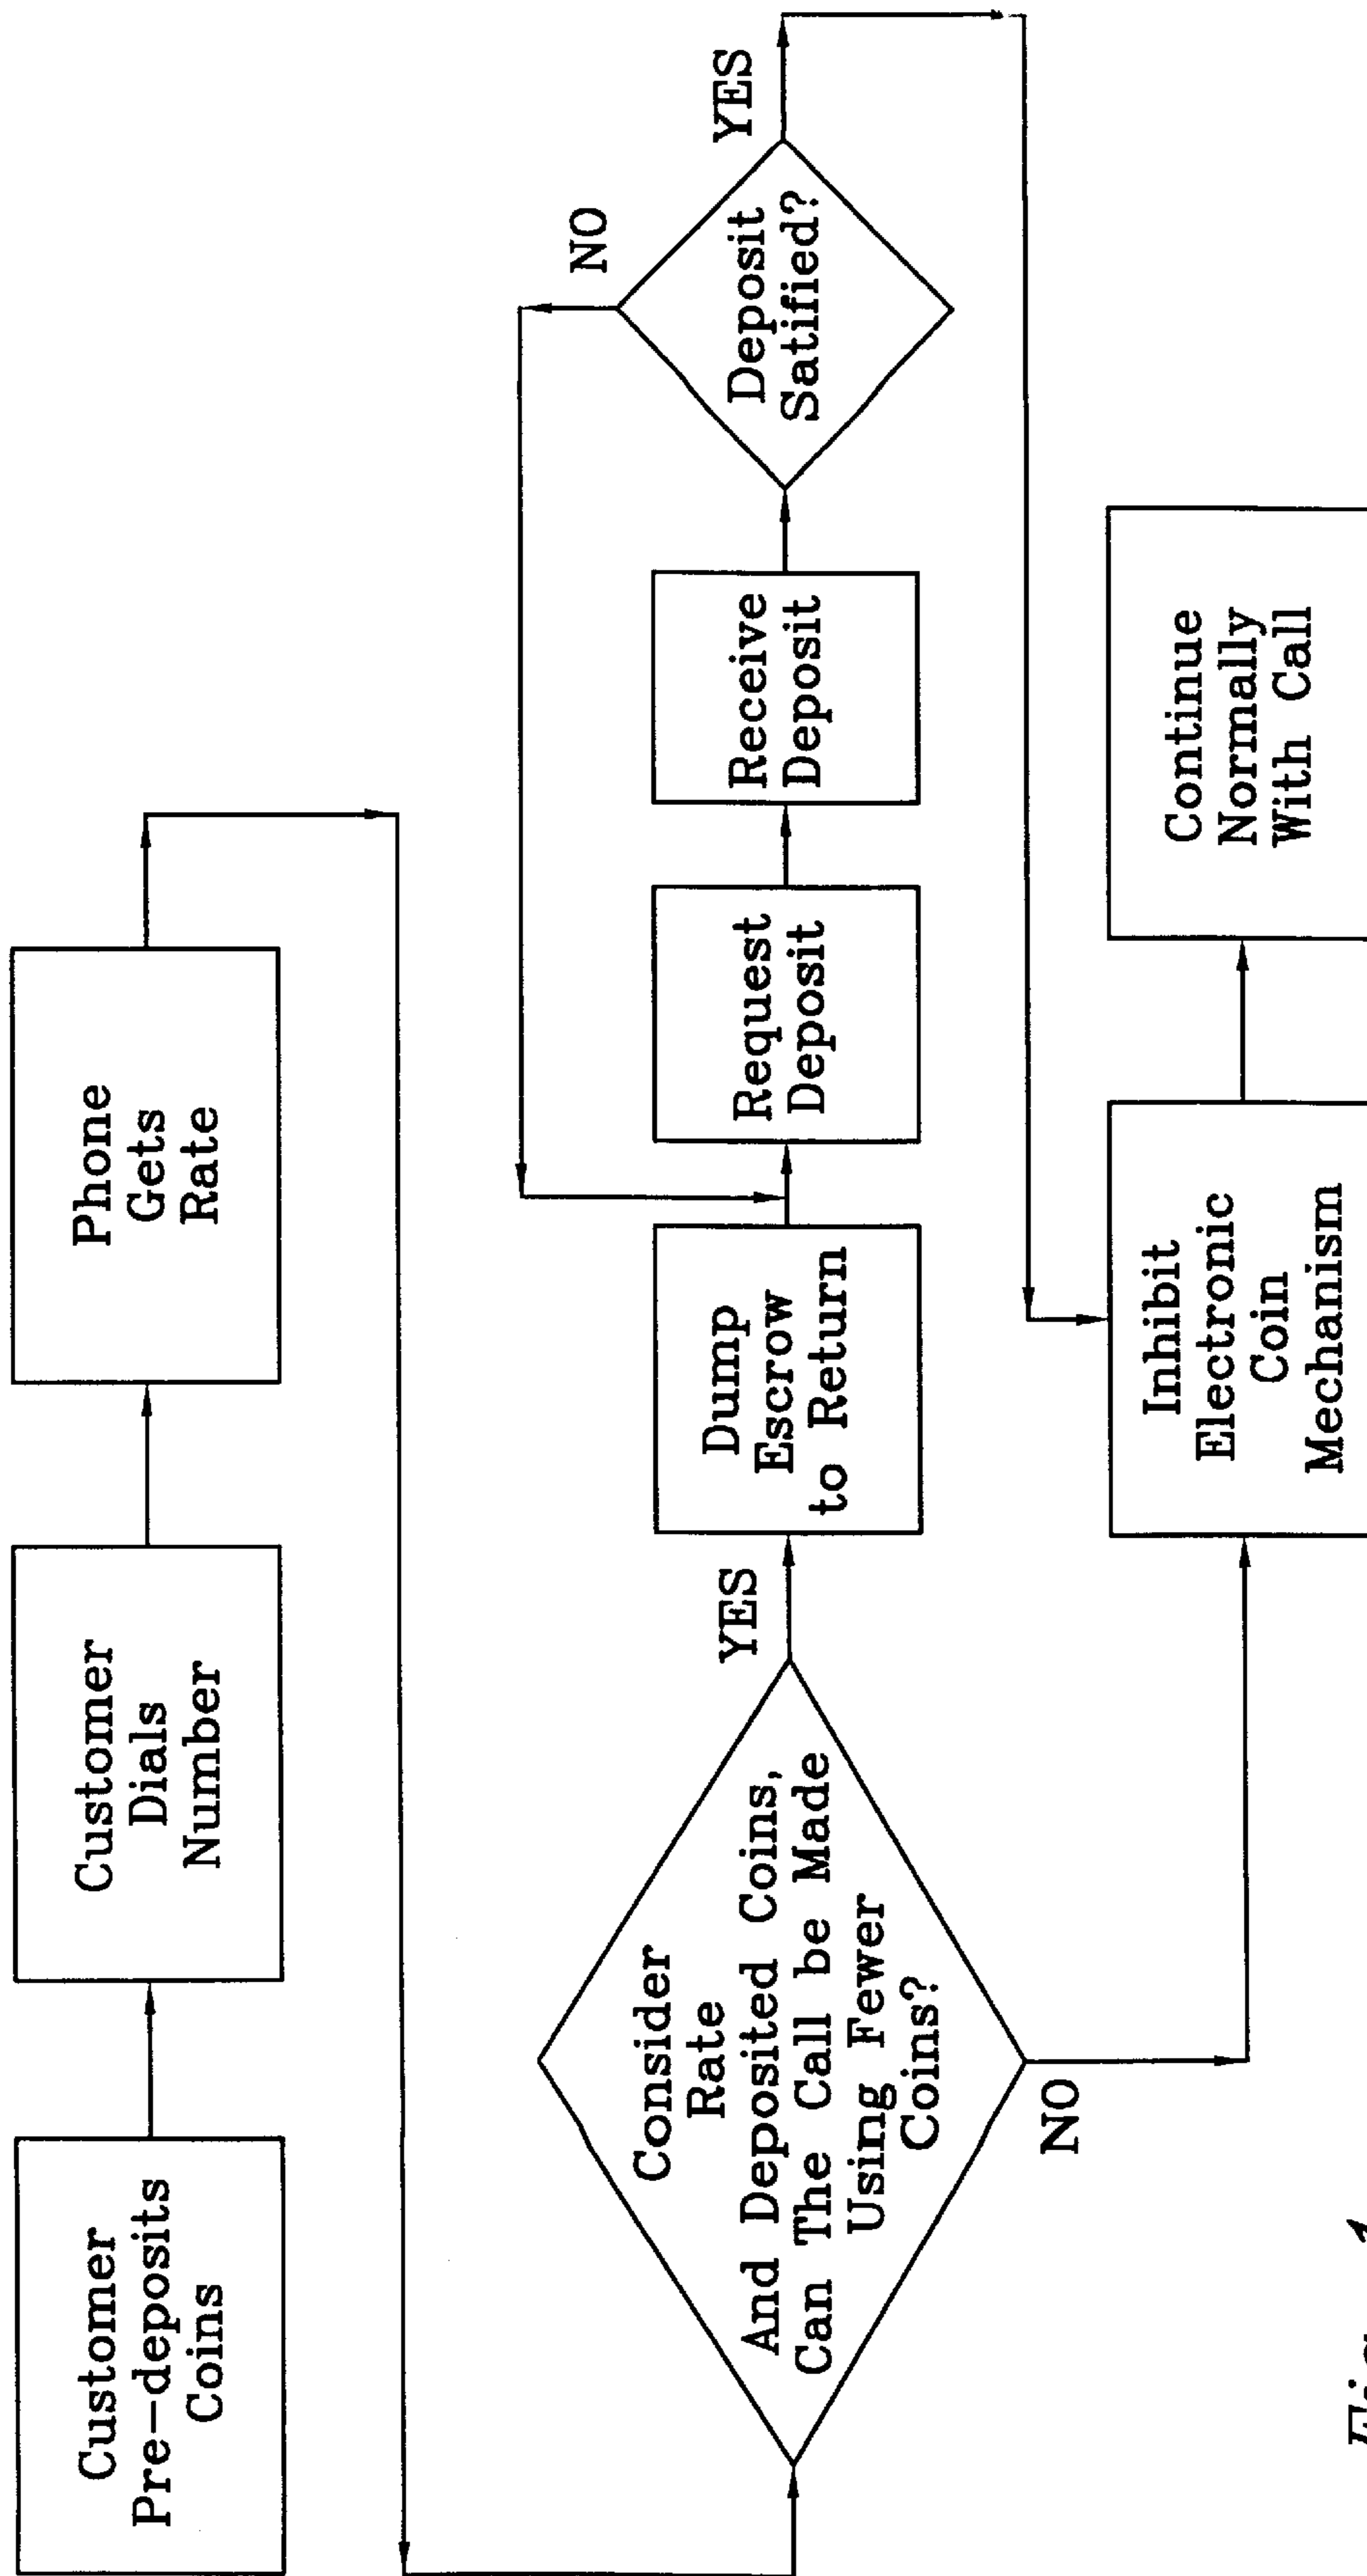 Customer
Pre-deposits
Coins
Customer
Dials
Number
Phone
Gets
Rate
Consider
Rate
And Deposited Coins,
Can The Call be Made
Using Fewer
Coins?
YES
NO
Dump
Escrow
to Return
Request
Deposit
Receive
Deposit
Deposit
Satified?
NO
YES
Inhibit
Electronic
Coin
Mechanism
Continue
Normally
With Call
Fig. 1